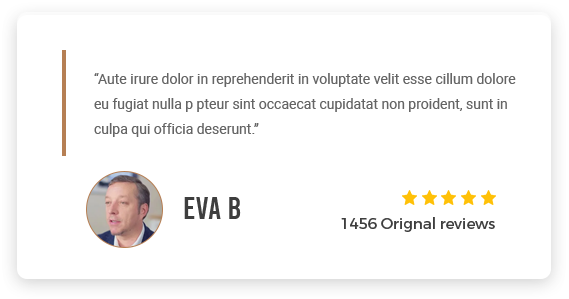 “Aute irure dolor in reprehenderit in voluptate velit esse cillum dolore
eu fugiat nulla p pteur sint occaecat cupidatat non proident, sunt in
culpa qui officia deserunt.”
EVA B
1456 Orignal reviews